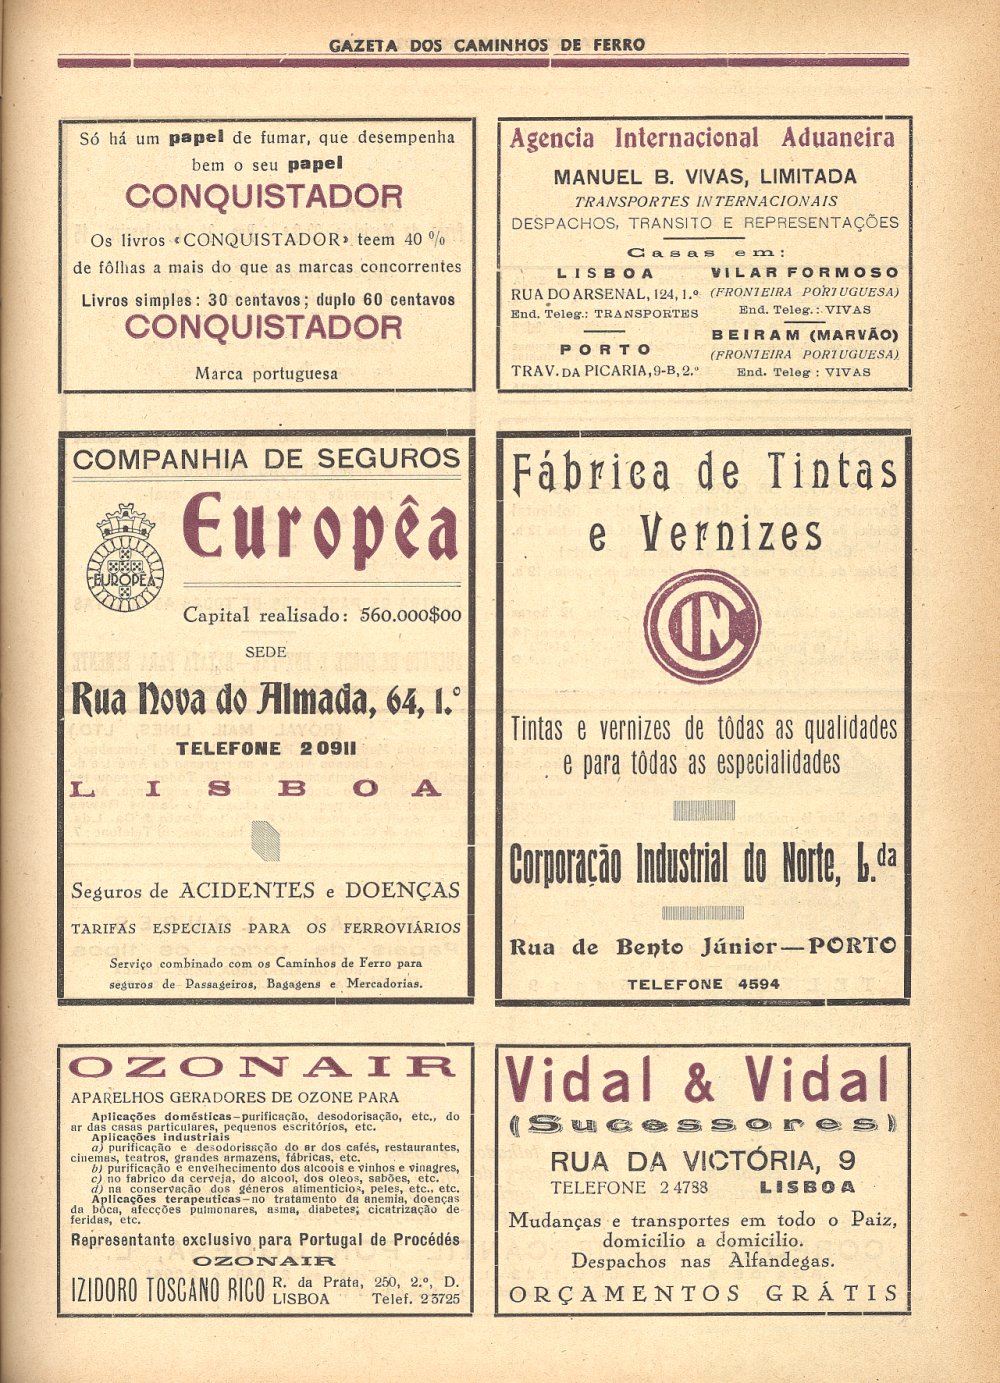 GAZETA DOS CAMINHOS DE FERRO
Só há um papel de fumar, que desempenha
bem o seu papel
CONQUISTADOR
Os livros «CONQUISTADOR» teem 40 %
de fôlhas a mais do que as marcas concorrentes
Livros simples: 30 centavos; duplo 60 centavos
CONQUISTADOR
Marca portuguesa
Agencia Internacional Aduaneira
MANUEL B. VIVAS, LIMITADA
TRANSPORTES INTERNACIONAIS
DESPACHOS, TRANSITO E REPRESENTAÇÕES
Casas em:
LISBOA
RUA DO ARSENAL, 124, 1.º
End. Teleg.: TRANSPORTES
PORTO
TRAV. DA PICARIA, 9-B, 2.º
VILAR FORMOSO
(FRONTEIRA PORTUGUESA)
End. Teleg.: VIVAS
BEIRAM (MARVÃO)
(FRONTEIRA PORTUGUESA)
End. Teleg : VIVAS
COMPANHIA DE SEGUROS
Europêa
EUROPÊA
Capital realisado: 560.000$00
SEDE
Rua Nova do Almada, 64, 1.º
TELEFONE 2 0911
LISBOA
Seguros de ACIDENTES e DOENÇAS
TARIFAS ESPECIAIS PARA OS FERROVIÁRIOS
Serviço combinado com os Caminhos de Ferro para
seguros de Passageiros, Bagagens e Mercadorias.
Fábrica de Tintas
e Vernizes
CIN
Tintas e vernizes de tôdas as qualidades
e para tôdas as especialidades
Corporação Industrial do Norte, L.da
Rua de Bento Júnior—PORTO
TELEFONE 4594
OZONAIR
APARELHOS GERADORES DE OZONE PARA
Aplicações domésticas—purificação, desodorisação, etc., do
ar das casas particulares, pequenos escritórios, etc.
Aplicações industriais
a) purificação e desodorisação do ar dos cafés, restaurantes,
cinemas, teatros, grandes armazens, fábricas, etc.
b) purificação e envelhecimento dos alcoois e vinhos e vinagres,
c) no fabrico da cerveja, do alcool, dos oleos, sabões, etc.
d) na conservação dos géneros alimenticios, peles, etc., etc.
Aplicações terapeuticas—no tratamento da anemia, doenças
da bôca, afecções pulmonares, asma, diabetes; cicatrização de
feridas, etc.
Representante exclusivo para Portugal de Procédés
OZONAIR
IZIDORO TOSCANO RICO R. da Prata, 250, 2.º, D.
LISBOA Telef. 2 3725
Vidal & Vidal
(Sucessores)
RUA DA VICTÓRIA, 9
TELEFONE 2 4788 LISBOA
Mudanças e transportes em todo o Paiz,
domicilio a domicilio.
Despachos nas Alfandegas.
ORÇAMENTOS GRÁTIS